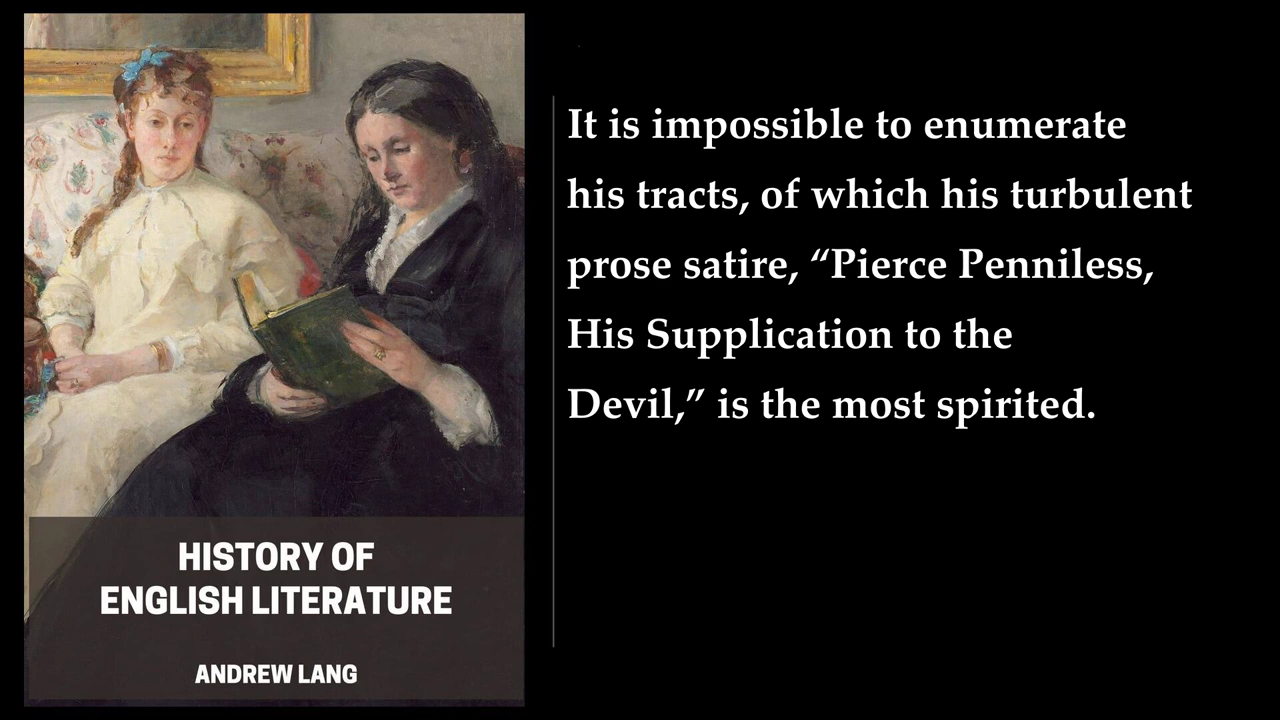 It is impossible to enumerate
his tracts, of which his turbulent
prose satire, “Pierce Penniless,
His Supplication to the
Devil,” is the most spirited.
HISTORY OF
ENGLISH LITERATURE
ANDREW LANG